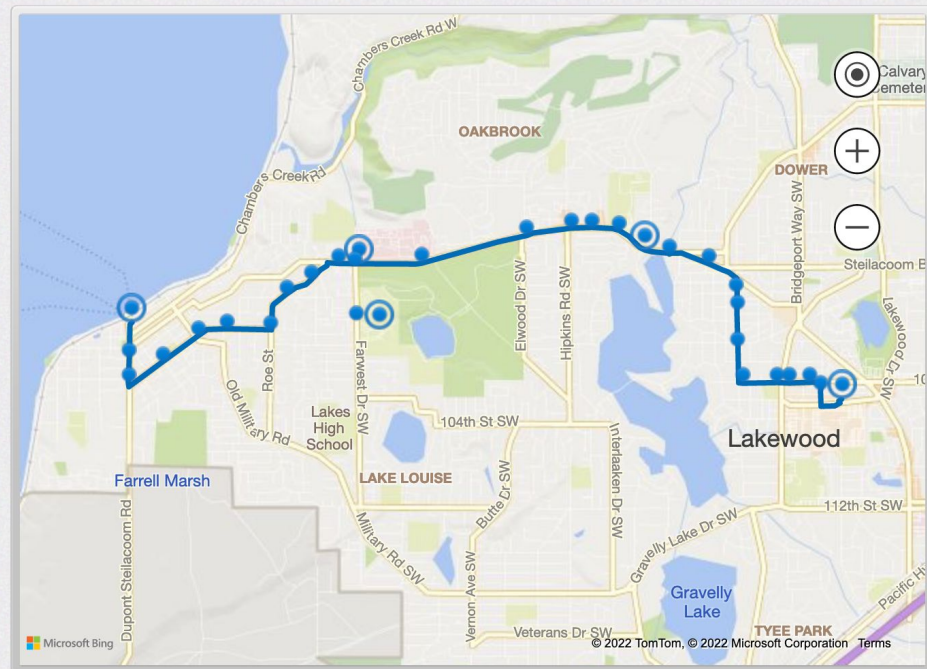 Chambers Creek Rd W
Calvary
Cemeter
OAKBROOK
DOWER
Chambers Creek Rd
Bridgeport Way SW
Steilacoom B
Elwood Dr SW
Hipkins Rd SW
Lakewood Dr SW
Roe St
Farwest Dr SW
10
Old Military Rd
Lakes
High
School
104th St SW
Lakewood
Interlaaken Dr SW
Farrell Marsh
LAKE LOUISE
Butte Dr SW
112th St SW
Dupont Steilacoom Rd
Military Rd SW
Gravelly Lake Dr SW
Vernon Ave SW
Gravelly
Lake
Pacific Hw
Veterans Dr SW
TYEE PARK
Microsoft Bing
© 2022 TomTom, © 2022 Microsoft Corporation Terms